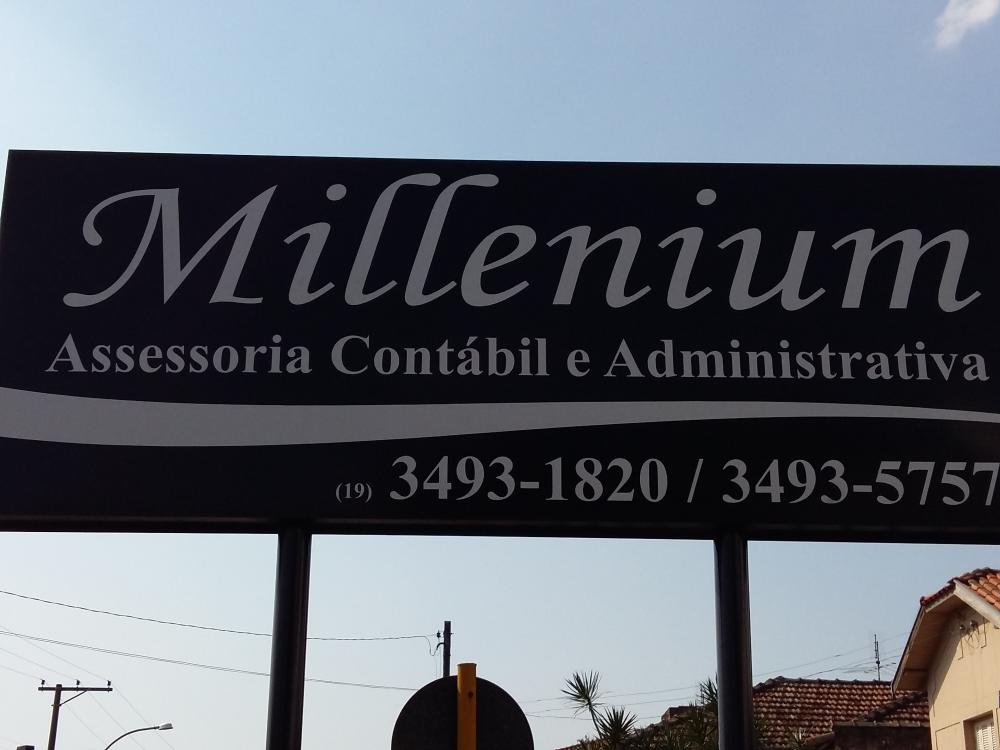 Millenium
Assessoria Contábil e Administrativa
(19) 3493-1820 / 3493-5757